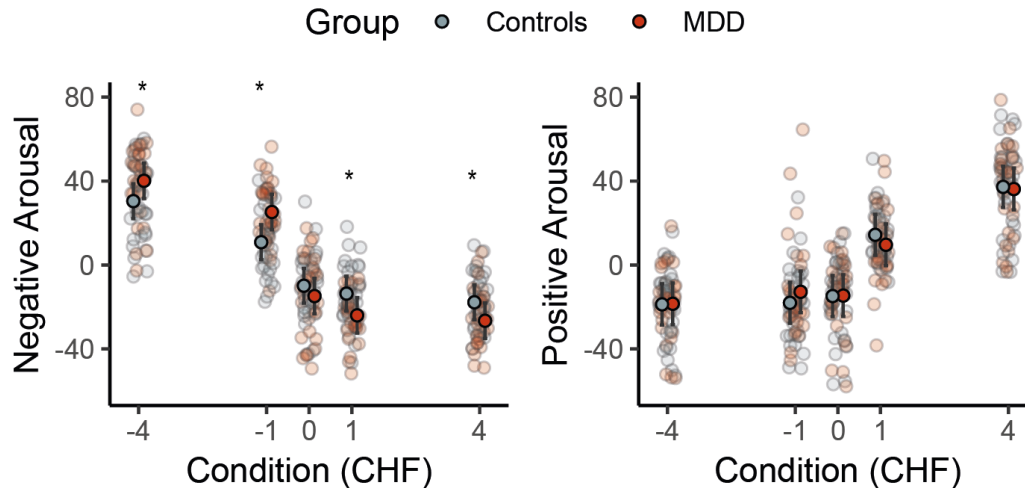 Group Controls MDD
* *
* *
Negative Arousal
80
40
0
-40
-4 -1 0 1 4
Condition (CHF)
Positive Arousal
80
40
0
-40
-4 -1 0 1 4
Condition (CHF)